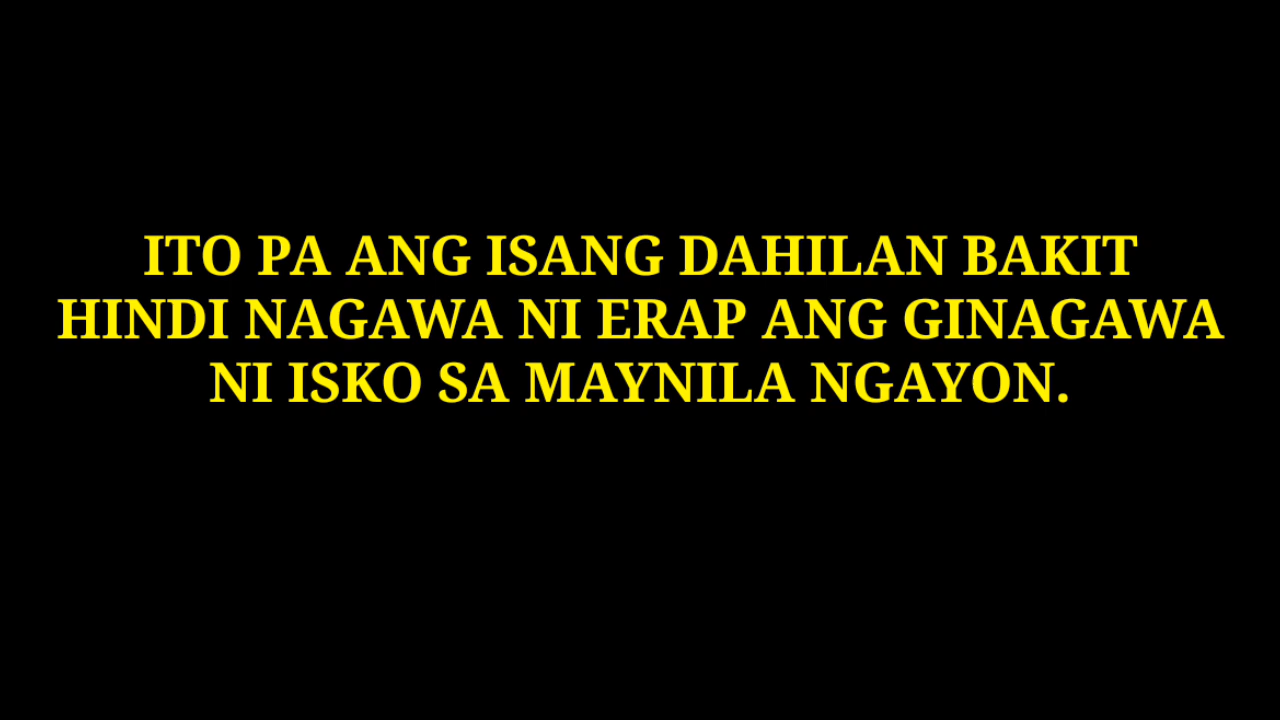 ITO PA ANG ISANG DAHILAN BAKIT
HINDI NAGAWA NI ERAP ANG GINAGAWA
NI ISKO SA MAYNILA NGAYON.